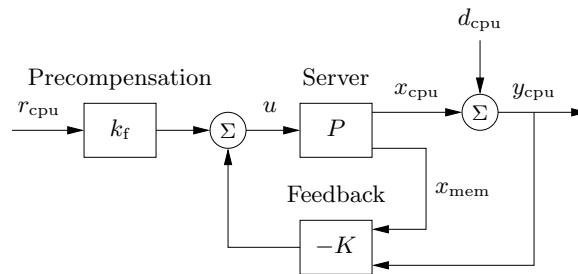 d_cpu
Precompensation
Server
r_cpu
k_f
Σ
u
P
x_cpu
Σ
y_cpu
x_mem
Feedback
−K